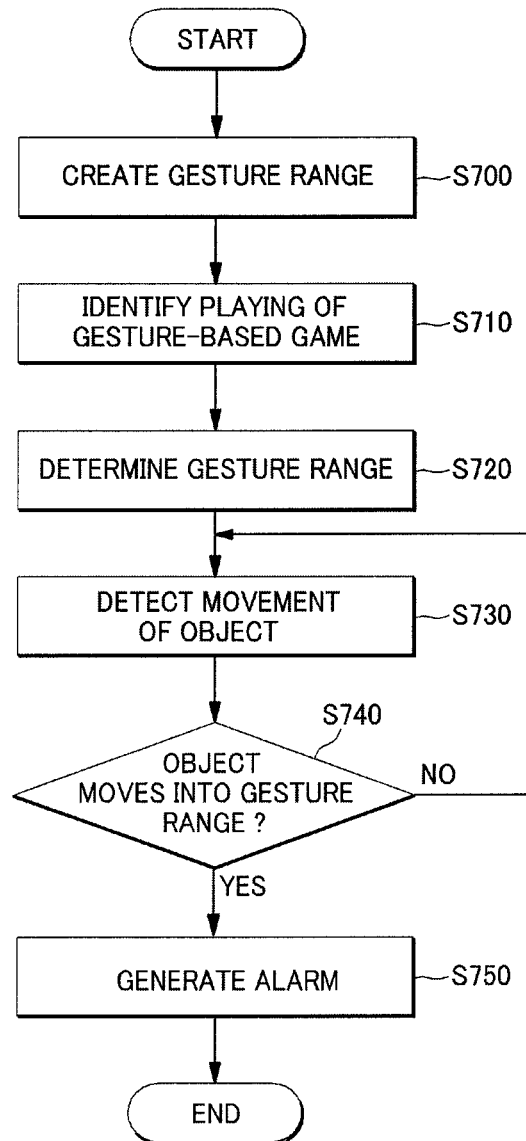 START
CREATE GESTURE RANGE
S700
IDENTIFY PLAYING OF
GESTURE-BASED GAME
S710
DETERMINE GESTURE RANGE
S720
DETECT MOVEMENT
OF OBJECT
S730
S740
OBJECT
MOVES INTO GESTURE
RANGE ?
NO
YES
GENERATE ALARM
S750
END